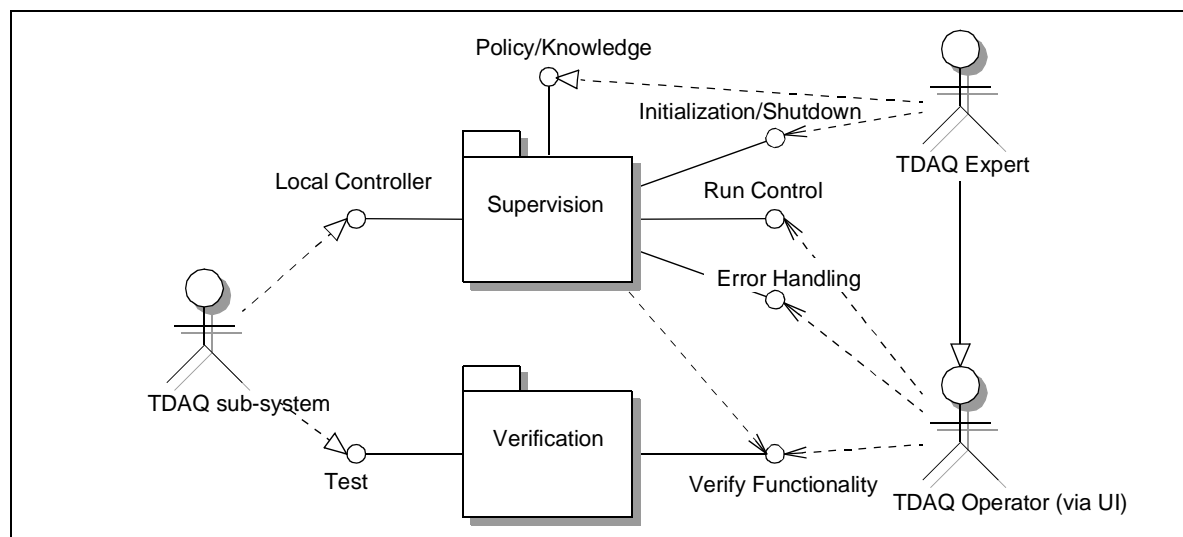 Policy/Knowledge
Initialization/Shutdown
TDAQ Expert
Local Controller
Supervision
Run Control
Error Handling
TDAQ sub-system
Verification
Test
Verify Functionality
TDAQ Operator (via UI)